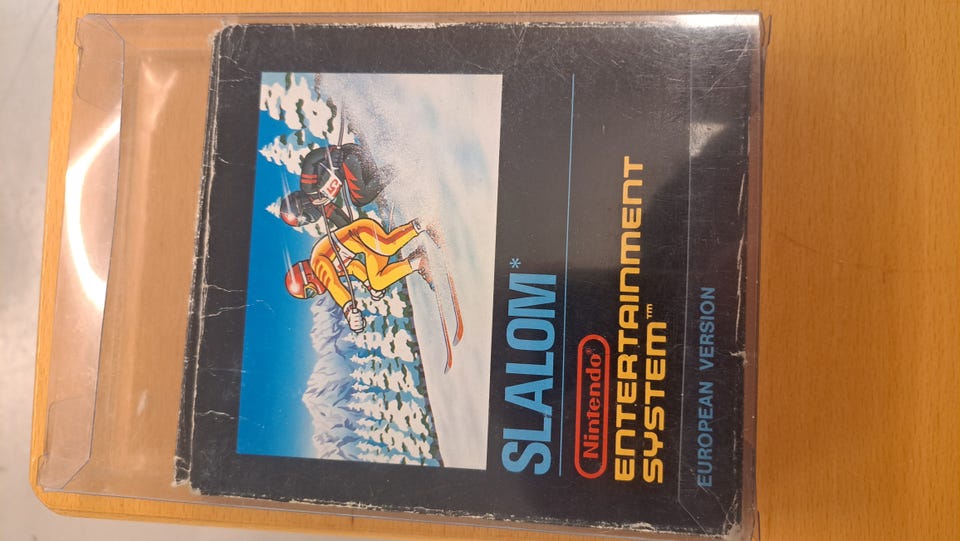 SLALOM*
Nintendo®
ENTERTAINMENT
SYSTEM™
EUROPEAN VERSION